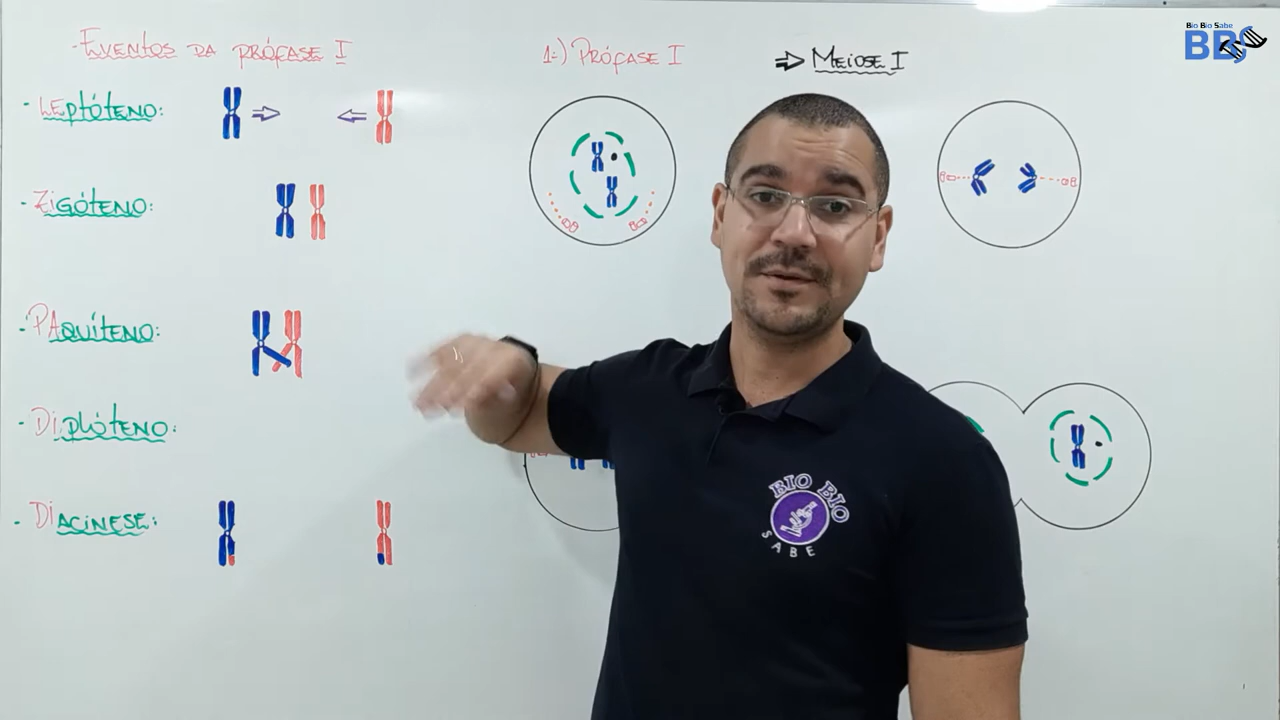 - Eventos da prófase I
- Leptóteno:
- Zigóteno:
- Paquíteno:
- Diplóteno:
- Diacinese:
1-) Prófase I
⇒ Meiose I
Bio Bio Sabe
BBS
BIO BIO
SABE